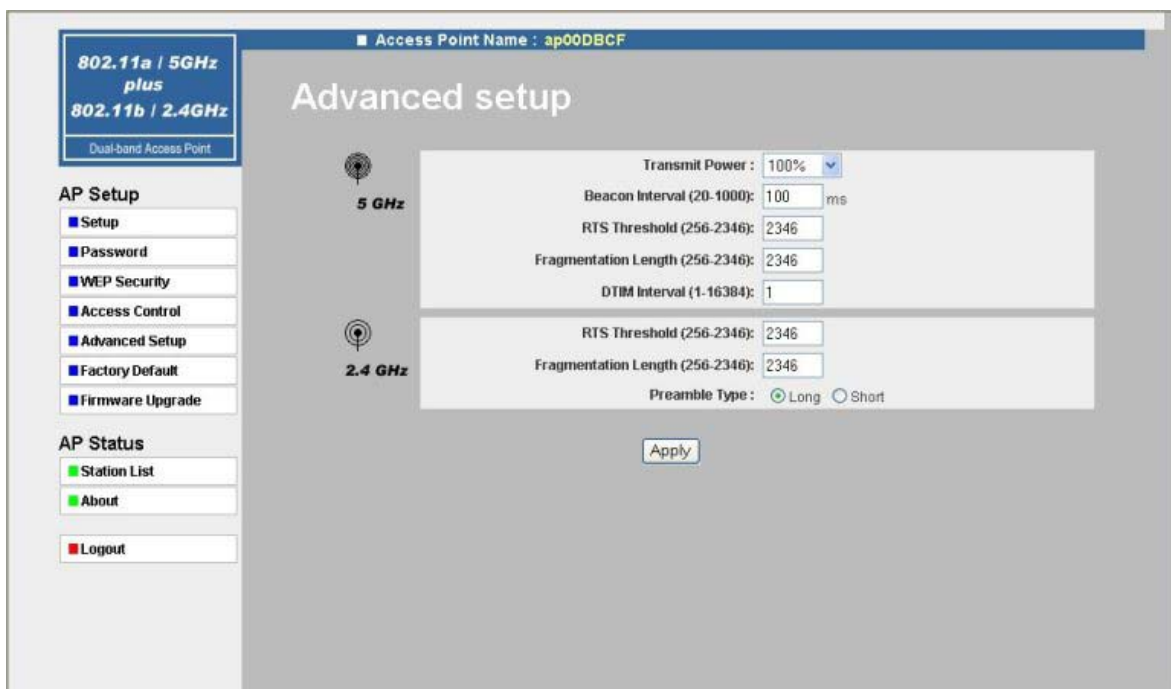 Access Point Name : ap00DBCF
802.11a / 5GHz
plus
802.11b / 2.4GHz
Dual-band Access Point
AP Setup
Setup
Password
WEP Security
Access Control
Advanced Setup
Factory Default
Firmware Upgrade
AP Status
Station List
About
Logout
Advanced setup
5 GHz
Transmit Power : 100%
Beacon Interval (20-1000): 100 ms
RTS Threshold (256-2346): 2346
Fragmentation Length (256-2346): 2346
DTIM Interval (1-16384): 1
2.4 GHz
RTS Threshold (256-2346): 2346
Fragmentation Length (256-2346): 2346
Preamble Type : Long Short
Apply